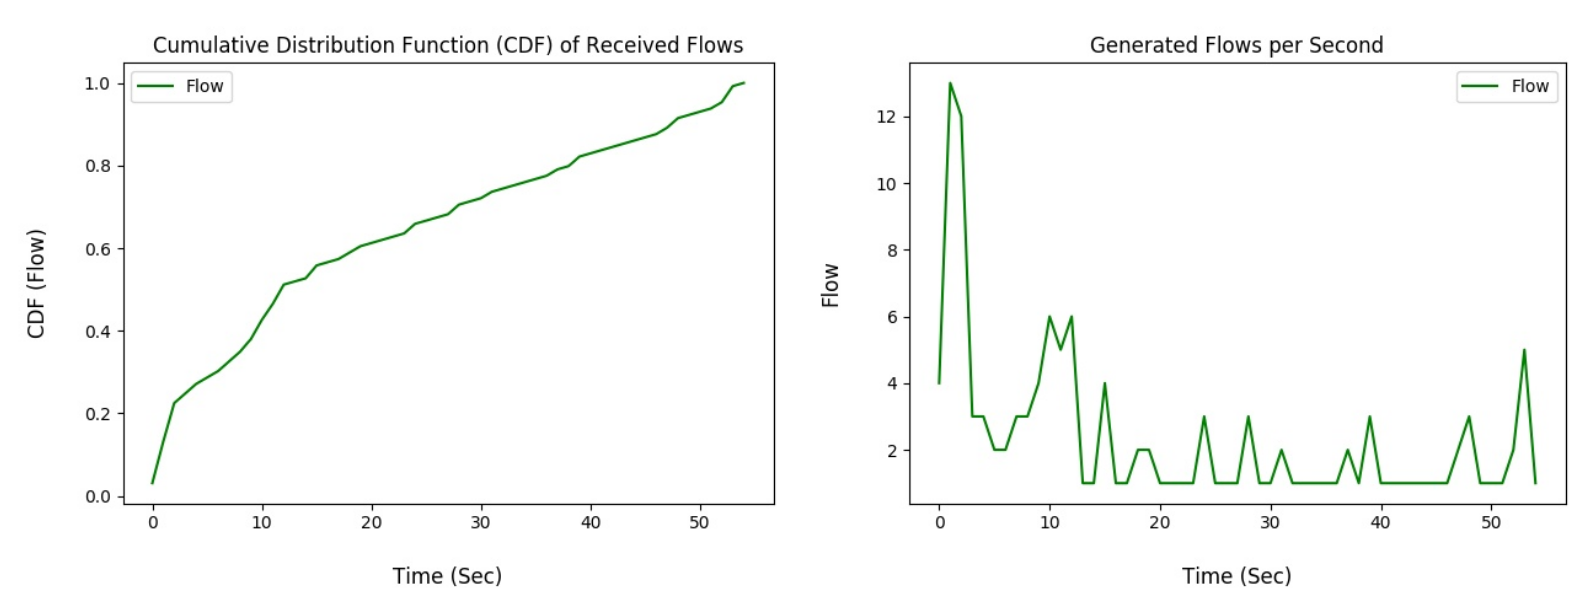 Cumulative Distribution Function (CDF) of Received Flows
Flow
1.0
0.8
0.6
0.4
0.2
0.0
CDF (Flow)
0 10 20 30 40 50
Time (Sec)
Generated Flows per Second
Flow
12
10
8
6
4
2
Flow
0 10 20 30 40 50
Time (Sec)